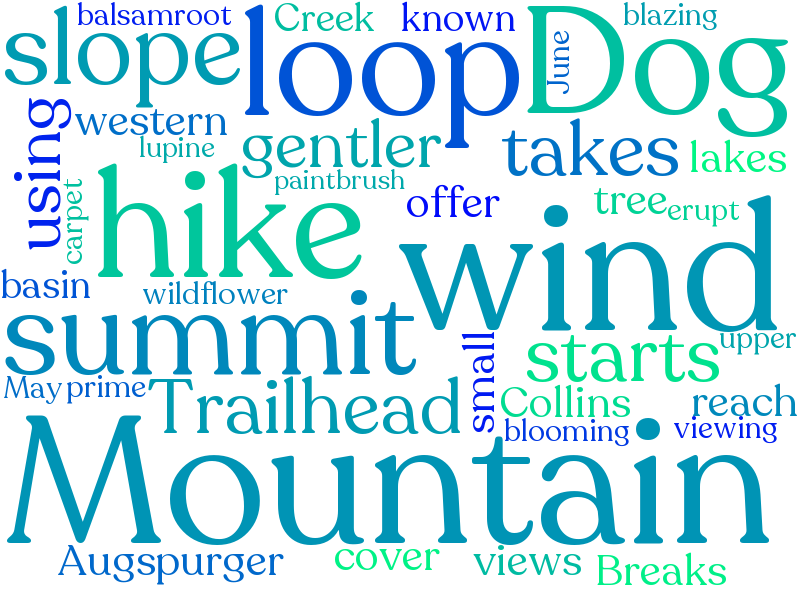 balsamroot
Creek
known
blazing
slope
loop
Dog
June
using
western
lupine
gentler
takes
lakes
carpet
paintbrush
hike
offer
tree
erupt
wind
basin
wildflower
summit
small
starts
upper
May
prime
Trailhead
Collins
reach
blooming
viewing
Mountain
Augspurger
cover
views
Breaks